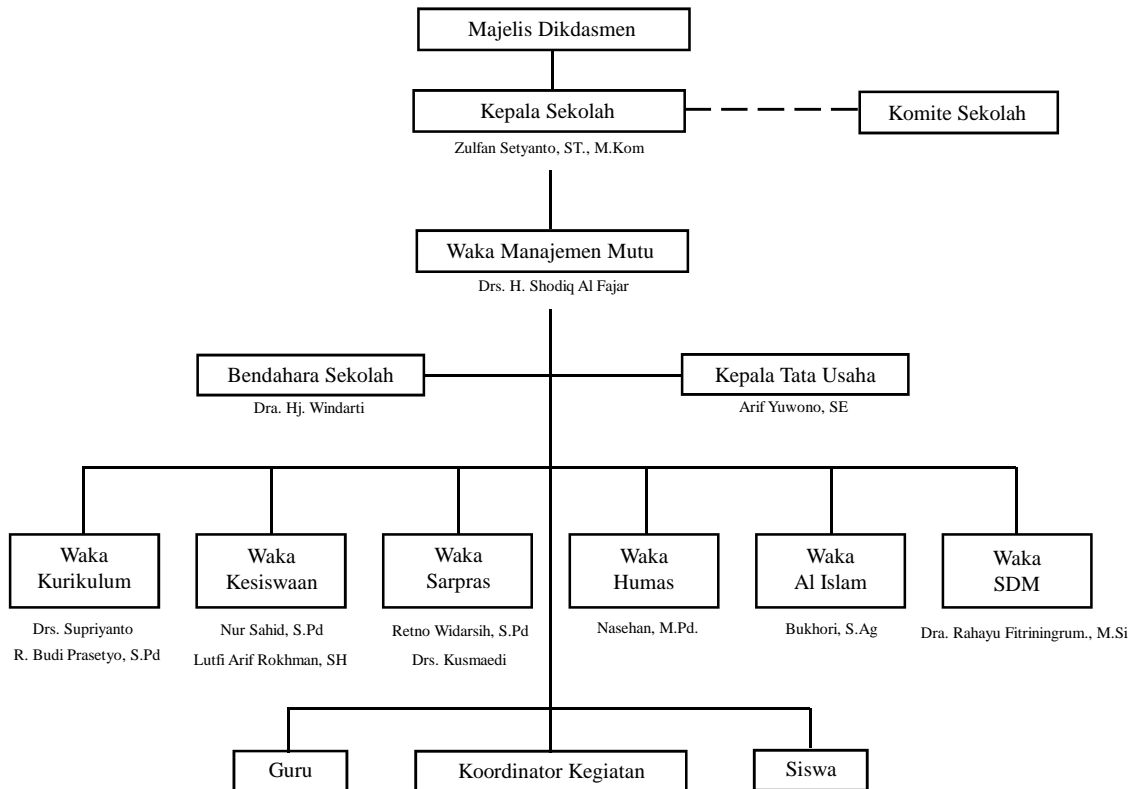 Majelis Dikdasmen
Kepala Sekolah
Komite Sekolah
Zulfan Setyanto, ST., M.Kom
Waka Manajemen Mutu
Drs. H. Shodiq Al Fajar
Bendahara Sekolah
Kepala Tata Usaha
Dra. Hj. Windarti
Arif Yuwono, SE
Waka
Kurikulum
Drs. Supriyanto
R. Budi Prasetyo, S.Pd
Waka
Kesiswaan
Nur Sahid, S.Pd
Lutfi Arif Rokhman, SH
Waka
Sarpras
Retno Widarsih, S.Pd
Drs. Kusmaedi
Waka
Humas
Nasehan, M.Pd.
Waka
Al Islam
Bukhori, S.Ag
Waka
SDM
Dra. Rahayu Fitriningrum., M.Si
Guru
Koordinator Kegiatan
Siswa